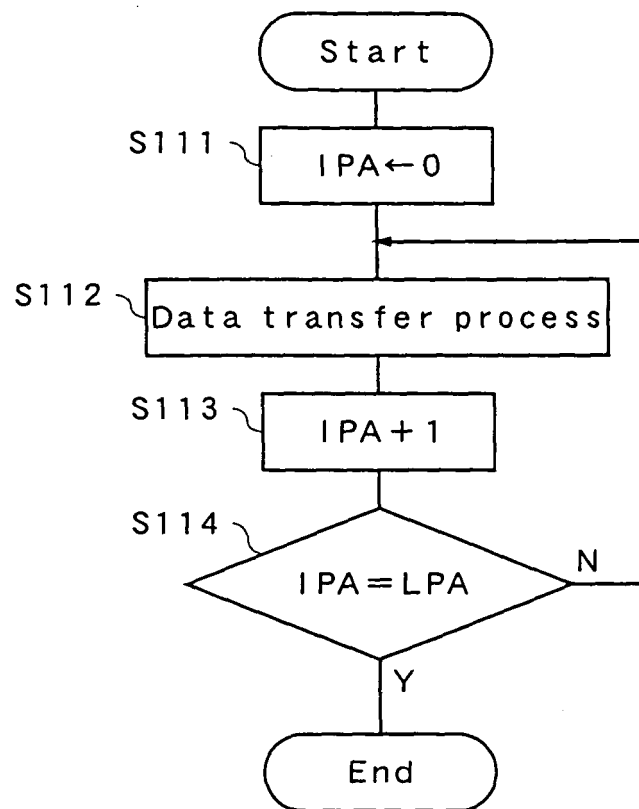 Start
S111
IPA←0
S112
Data transfer process
S113
IPA+1
S114
IPA=LPA
N
Y
End